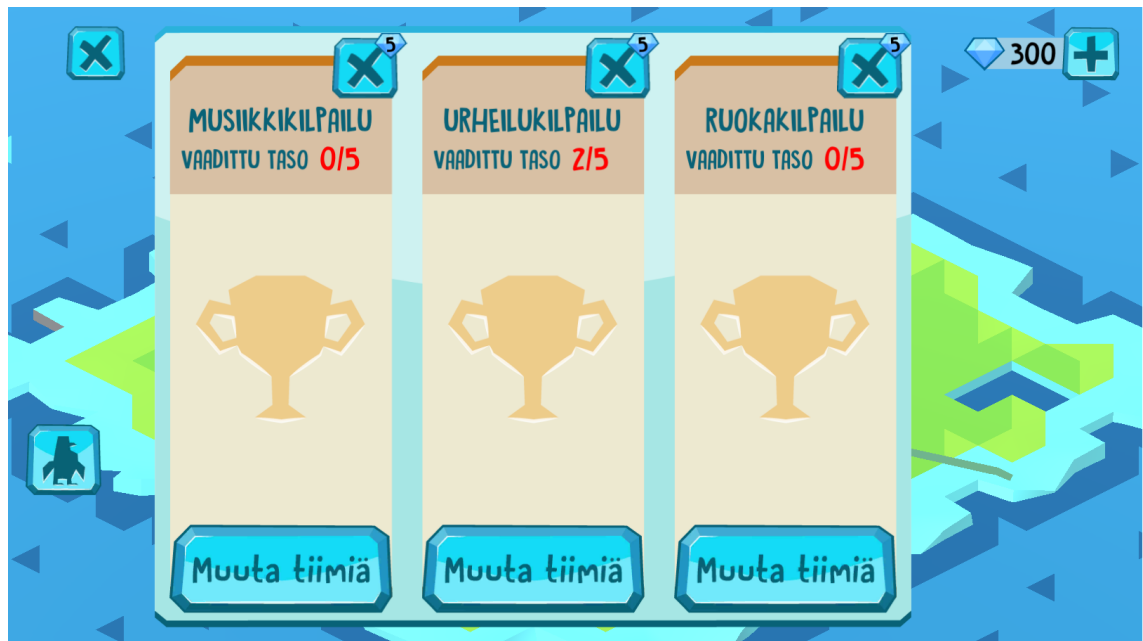 5
5
5
300
MUSIIKKIKILPAILU
VAADITTU TASO 0/5
URHEILUKILPAILU
VAADITTU TASO 2/5
RUOKAKILPAILU
VAADITTU TASO 0/5
Muuta tiimiä
Muuta tiimiä
Muuta tiimiä